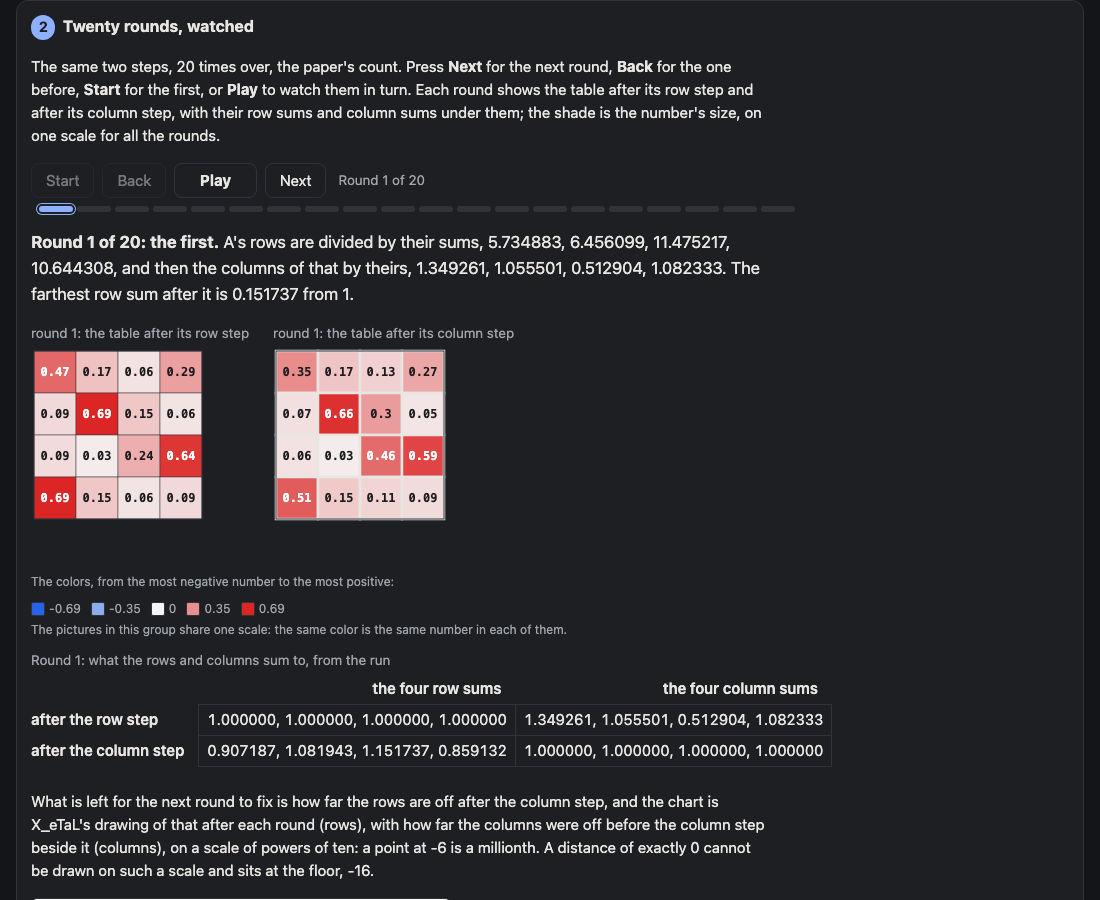 2 Twenty rounds, watched
The same two steps, 20 times over, the paper's count. Press Next for the next round, Back for the one
before, Start for the first, or Play to watch them in turn. Each round shows the table after its row step and
after its column step, with their row sums and column sums under them; the shade is the number's size, on
one scale for all the rounds.
Start Back Play Next Round 1 of 20
Round 1 of 20: the first. A's rows are divided by their sums, 5.734883, 6.456099, 11.475217,
10.644308, and then the columns of that by theirs, 1.349261, 1.055501, 0.512904, 1.082333. The
farthest row sum after it is 0.151737 from 1.
round 1: the table after its row step round 1: the table after its column step
0.47 0.17 0.06 0.29 0.35 0.17 0.13 0.27
0.09 0.69 0.15 0.06 0.07 0.66 0.3 0.05
0.09 0.03 0.24 0.64 0.06 0.03 0.46 0.59
0.69 0.15 0.06 0.09 0.51 0.15 0.11 0.09
The colors, from the most negative number to the most positive:
-0.69 -0.35 0 0.35 0.69
The pictures in this group share one scale: the same color is the same number in each of them.
Round 1: what the rows and columns sum to, from the run
the four row sums the four column sums
after the row step 1.000000, 1.000000, 1.000000, 1.000000 1.349261, 1.055501, 0.512904, 1.082333
after the column step 0.907187, 1.081943, 1.151737, 0.859132 1.000000, 1.000000, 1.000000, 1.000000
What is left for the next round to fix is how far the rows are off after the column step, and the chart is
X_eTaL's drawing of that after each round (rows), with how far the columns were off before the column step
beside it (columns), on a scale of powers of ten: a point at -6 is a millionth. A distance of exactly 0 cannot
be drawn on such a scale and sits at the floor, -16.